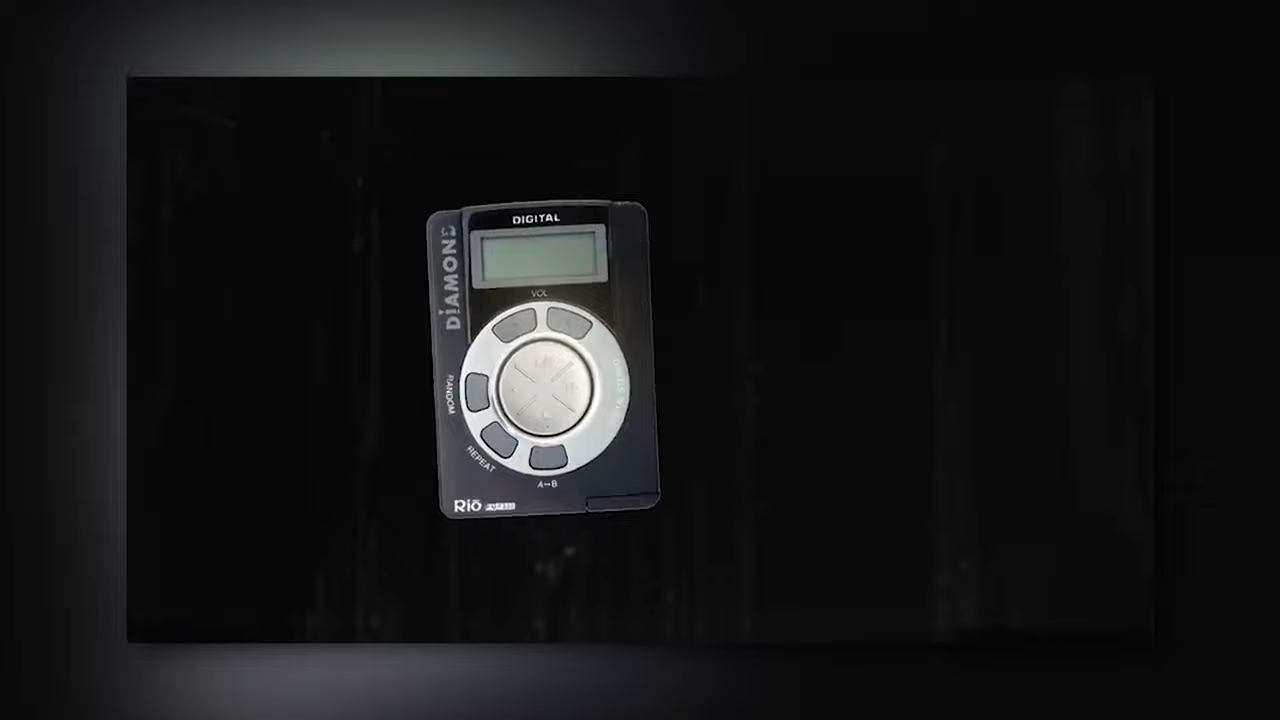 DIGITAL
DIAMOND
VOL
RANDOM
REPEAT
A↔B
Rio